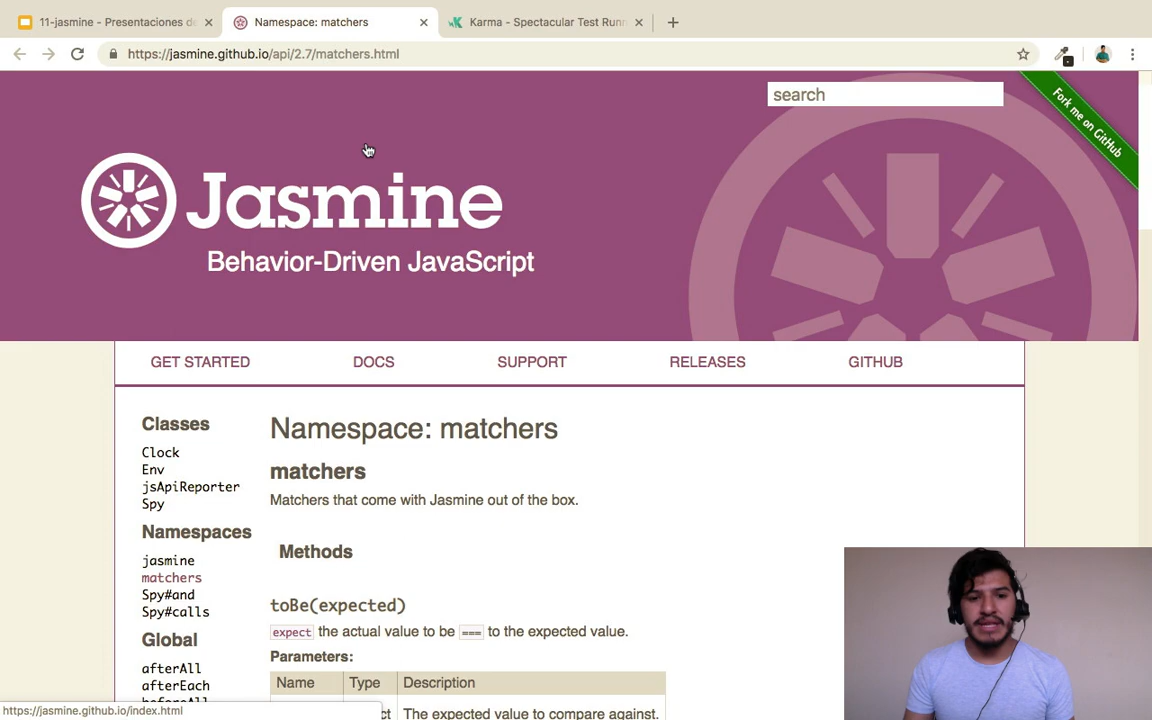 11-jasmine - Presentaciones de
Namespace: matchers
Karma - Spectacular Test Runn
https://jasmine.github.io/api/2.7/matchers.html
search
Fork me on GitHub
Jasmine
Behavior-Driven JavaScript
GET STARTED
DOCS
SUPPORT
RELEASES
GITHUB
Classes
Clock
Env
jsApiReporter
Spy
Namespaces
jasmine
matchers
Spy#and
Spy#calls
Global
afterAll
afterEach
beforeAll
Namespace: matchers
matchers
Matchers that come with Jasmine out of the box.
Methods
toBe(expected)
expect the actual value to be === to the expected value.
Parameters:
Name Type Description
ct The expected value to compare against.
https://jasmine.github.io/index.html